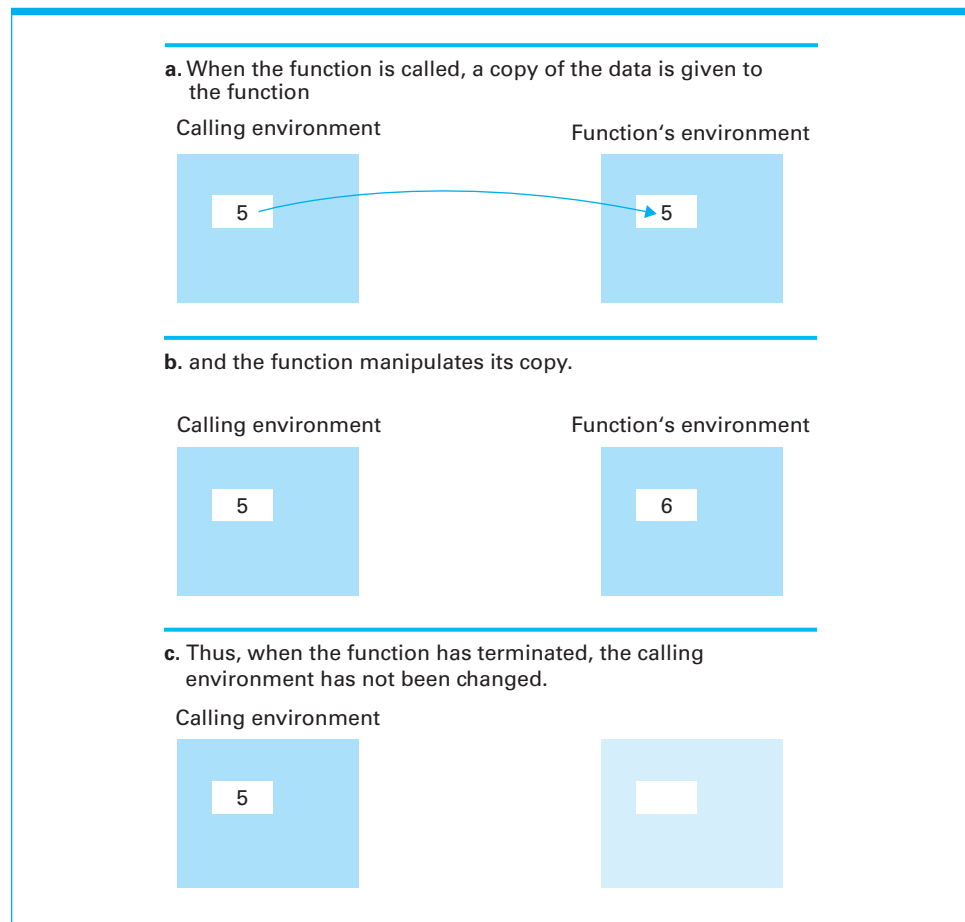 a. When the function is called, a copy of the data is given to
the function
Calling environment
Function‘s environment
5
5
b. and the function manipulates its copy.
Calling environment
Function‘s environment
5
6
c. Thus, when the function has terminated, the calling
environment has not been changed.
Calling environment
5